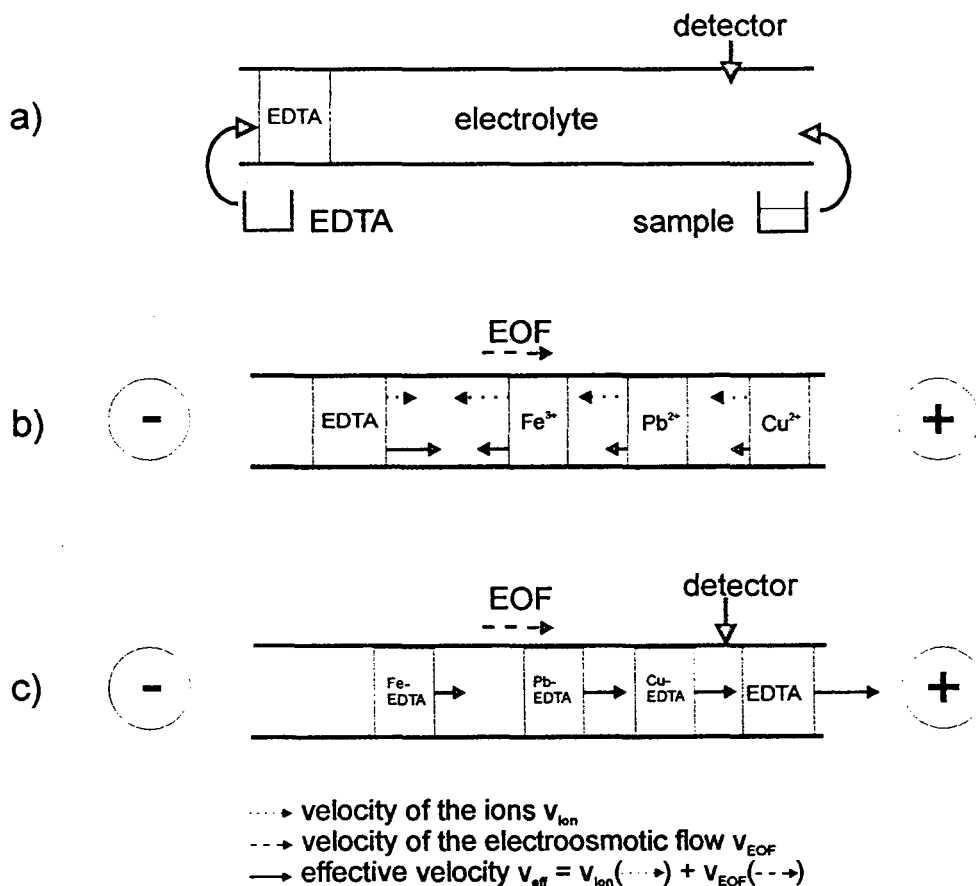 detector
a)
EDTA
electrolyte
EDTA
sample
EOF
b)
-
EDTA
Fe³⁺
Pb²⁺
Cu²⁺
+
EOF
detector
c)
-
Fe-
EDTA
Pb-
EDTA
Cu-
EDTA
EDTA
+
velocity of the ions v_Ion
velocity of the electroosmotic flow v_EOF
effective velocity v_eff = v_Ion(·····▸) + v_EOF(--→)